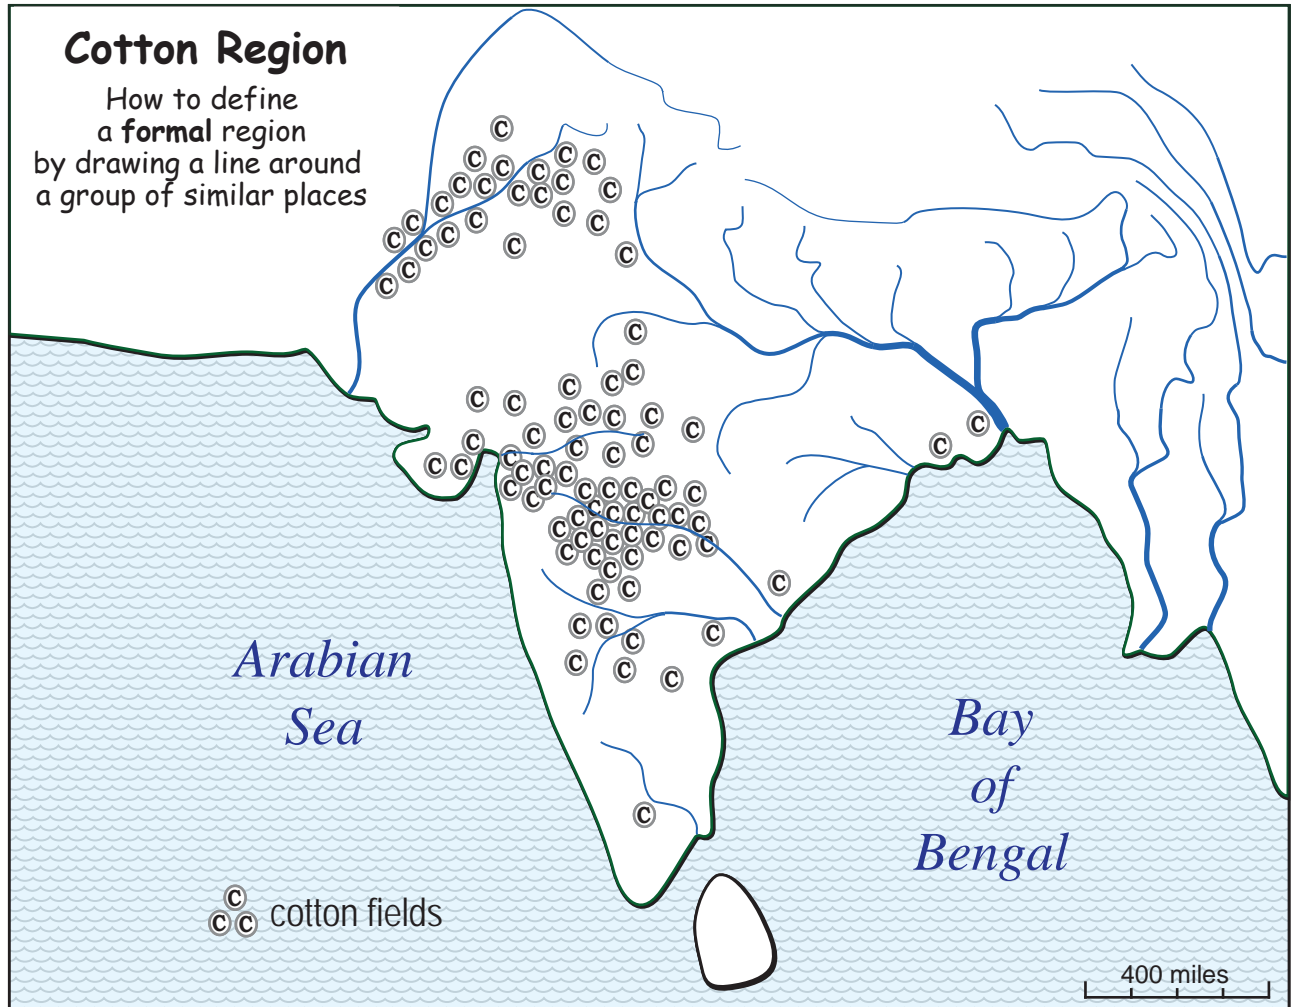 Cotton Region
How to define
a formal region
by drawing a line around
a group of similar places
Arabian
Sea
Bay
of
Bengal
C
C C
cotton fields
400 miles